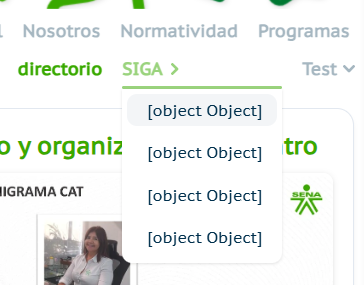 Nosotros Normatividad Programas
directorio SIGA Test
[object Object]
[object Object]
[object Object]
[object Object]
o y organiz tro
IIGRAMA CAT
SENA